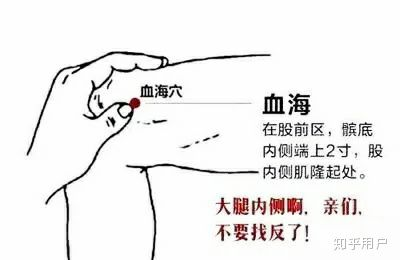 血海穴
血海
在股前区，髌底
内侧端上2寸，股
内侧肌隆起处。
大腿内侧啊，亲们，
不要找反了！
知乎用户